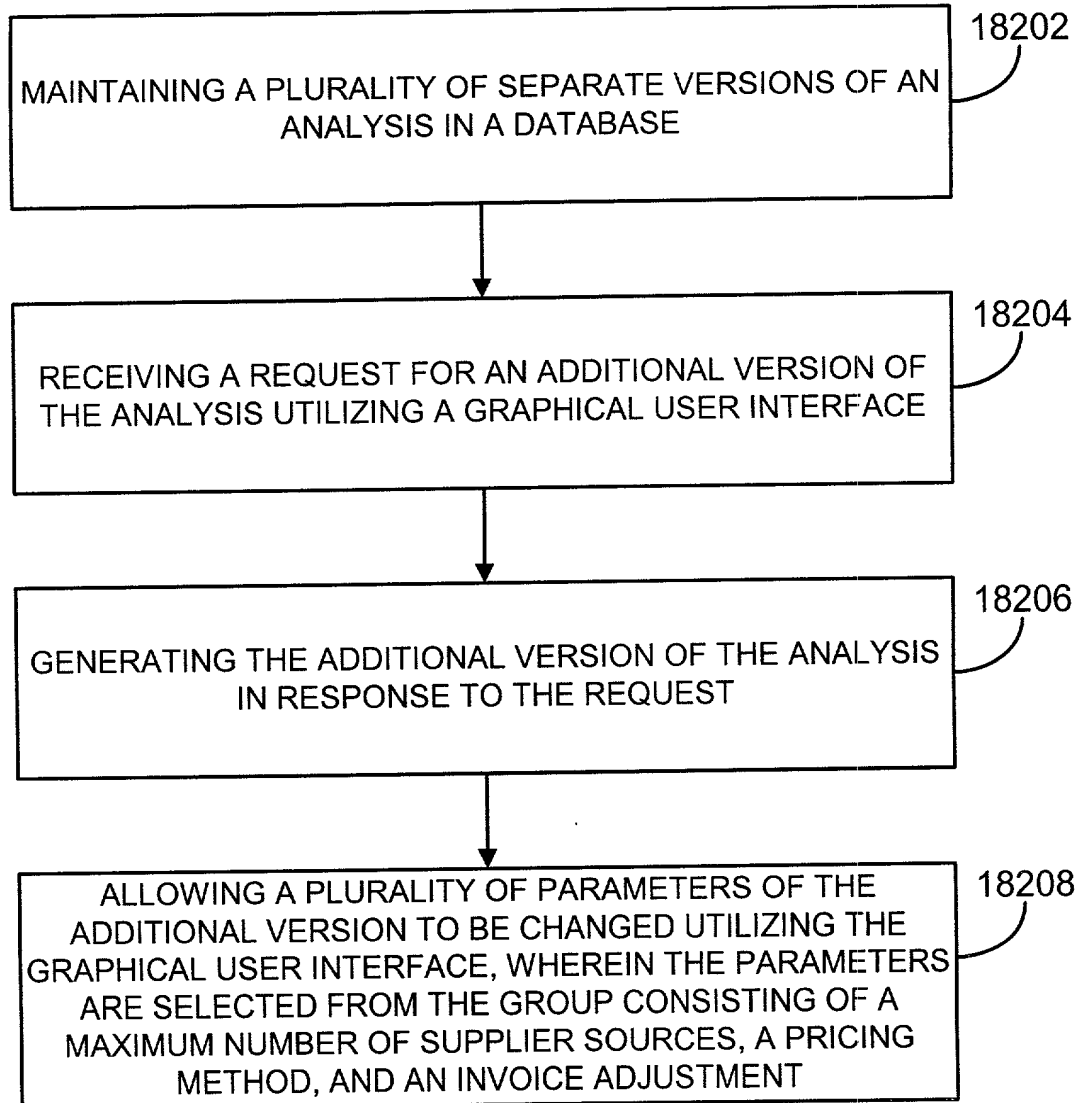 18202
MAINTAINING A PLURALITY OF SEPARATE VERSIONS OF AN
ANALYSIS IN A DATABASE
18204
RECEIVING A REQUEST FOR AN ADDITIONAL VERSION OF
THE ANALYSIS UTILIZING A GRAPHICAL USER INTERFACE
18206
GENERATING THE ADDITIONAL VERSION OF THE ANALYSIS
IN RESPONSE TO THE REQUEST
18208
ALLOWING A PLURALITY OF PARAMETERS OF THE
ADDITIONAL VERSION TO BE CHANGED UTILIZING THE
GRAPHICAL USER INTERFACE, WHEREIN THE PARAMETERS
ARE SELECTED FROM THE GROUP CONSISTING OF A
MAXIMUM NUMBER OF SUPPLIER SOURCES, A PRICING
METHOD, AND AN INVOICE ADJUSTMENT